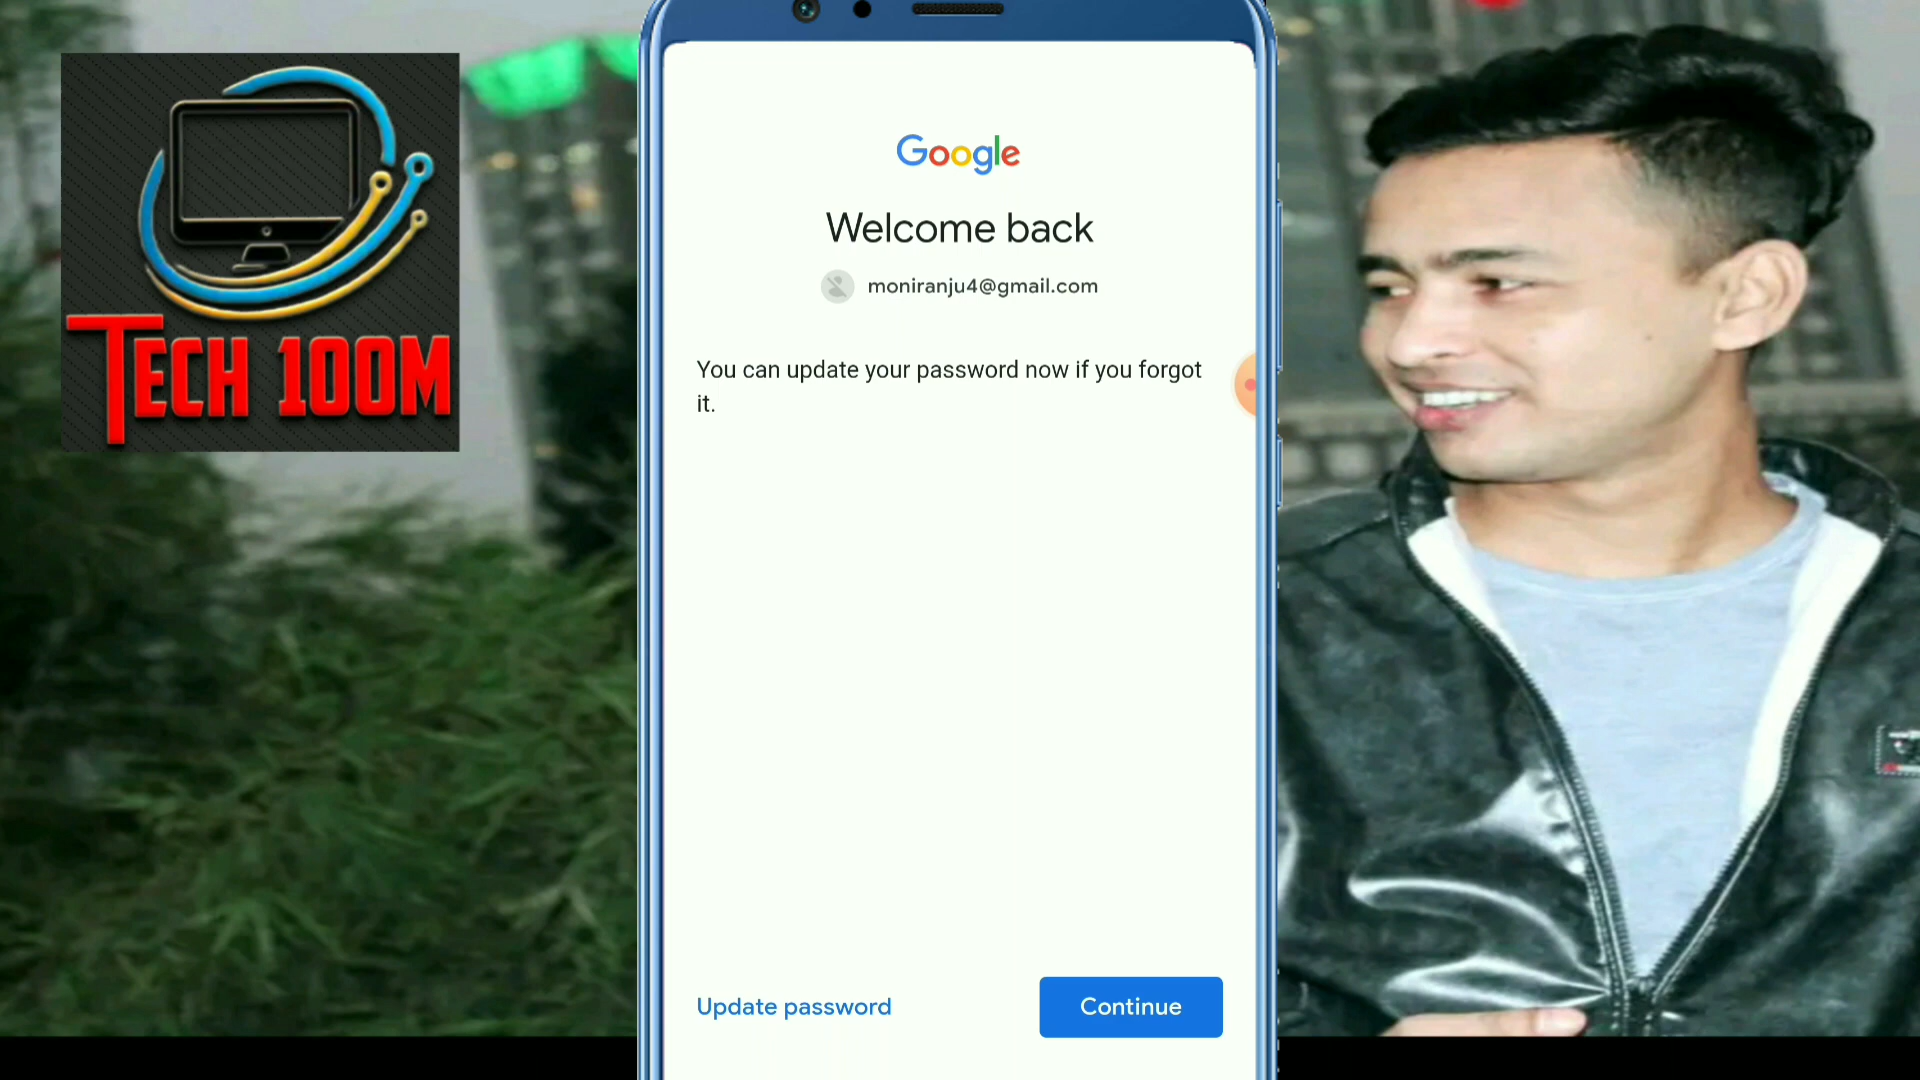 TECH 100M
Google
Welcome back
moniranju4@gmail.com
You can update your password now if you forgot
it.
Update password
Continue